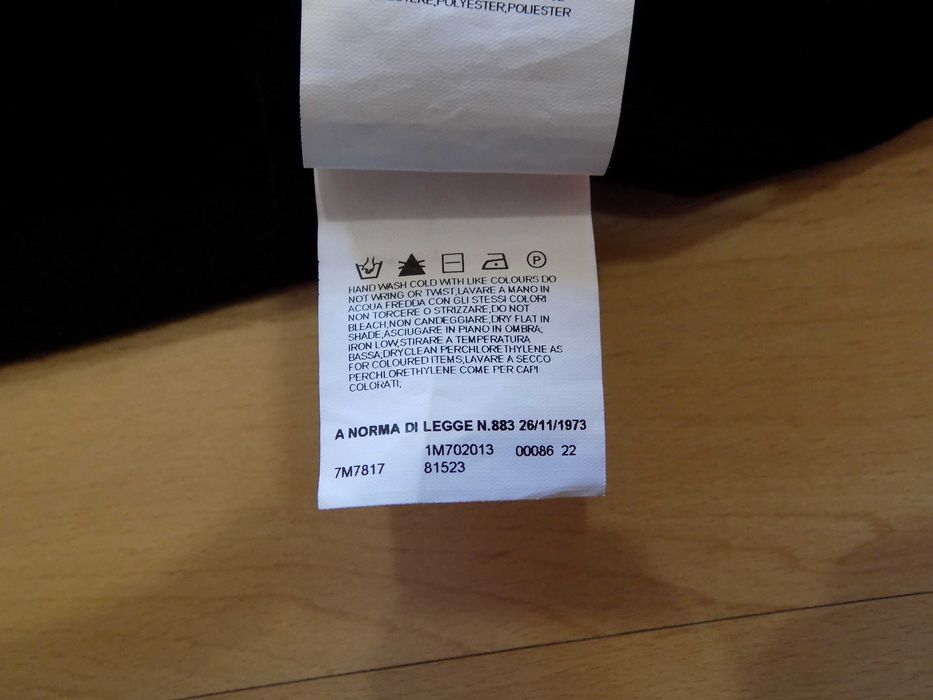 POLYESTER,POLIESTER
P
HAND WASH COLD WITH LIKE COLOURS DO
NOT WRING OR TWIST,LAVARE A MANO IN
ACQUA FREDDA CON GLI STESSI COLORI
NON TORCERE O STRIZZARE;DO NOT
BLEACH;NON CANDEGGIARE;DRY FLAT IN
SHADE;ASCIUGARE IN PIANO IN OMBRA;
IRON LOW,STIRARE A TEMPERATURA
BASSA;DRYCLEAN PERCHLORETHYLENE AS
FOR COLOURED ITEMS;LAVARE A SECCO
PERCHLORETHYLENE COME PER CAPI
COLORATI;
A NORMA DI LEGGE N.883 26/11/1973
1M702013 00086 22
7M7817 81523